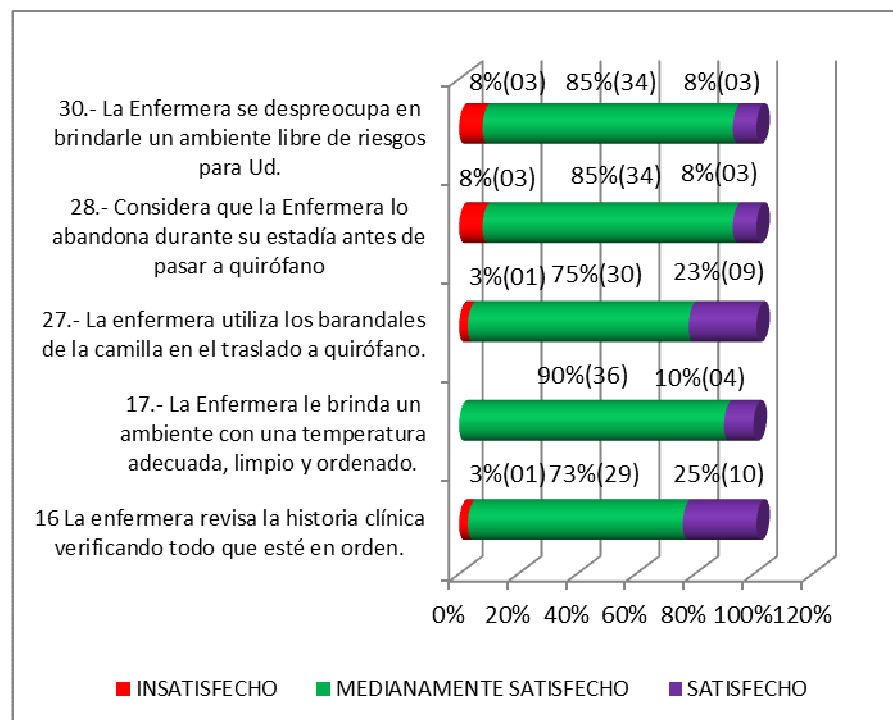 8%(03) 85%(34) 8%(03)
30.- La Enfermera se despreocupa en
brindarle un ambiente libre de riesgos
para Ud.
8%(03) 85%(34) 8%(03)
28.- Considera que la Enfermera lo
abandona durante su estadía antes de
pasar a quirófano
3%(01) 75%(30) 23%(09)
27.- La enfermera utiliza los barandales
de la camilla en el traslado a quirófano.
90%(36) 10%(04)
17.- La Enfermera le brinda un
ambiente con una temperatura
adecuada, limpio y ordenado.
3%(01) 73%(29) 25%(10)
16 La enfermera revisa la historia clínica
verificando todo que esté en orden.
0% 20% 40% 60% 80% 100% 120%
INSATISFECHO MEDIANAMENTE SATISFECHO SATISFECHO